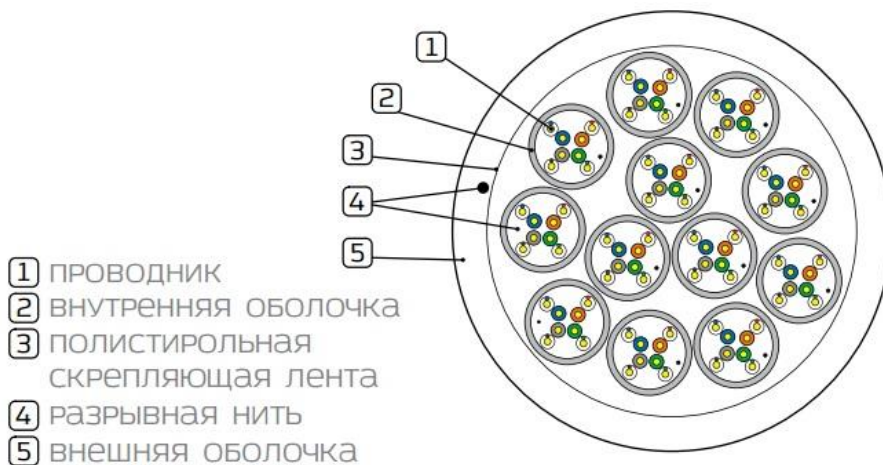 1
2
3
4
5
1 ПРОВОДНИК
2 ВНУТРЕННЯЯ ОБОЛОЧКА
3 ПОЛИСТИРОЛЬНАЯ
СКРЕПЛЯЮЩАЯ ЛЕНТА
4 РАЗРЫВНАЯ НИТЬ
5 ВНЕШНЯЯ ОБОЛОЧКА